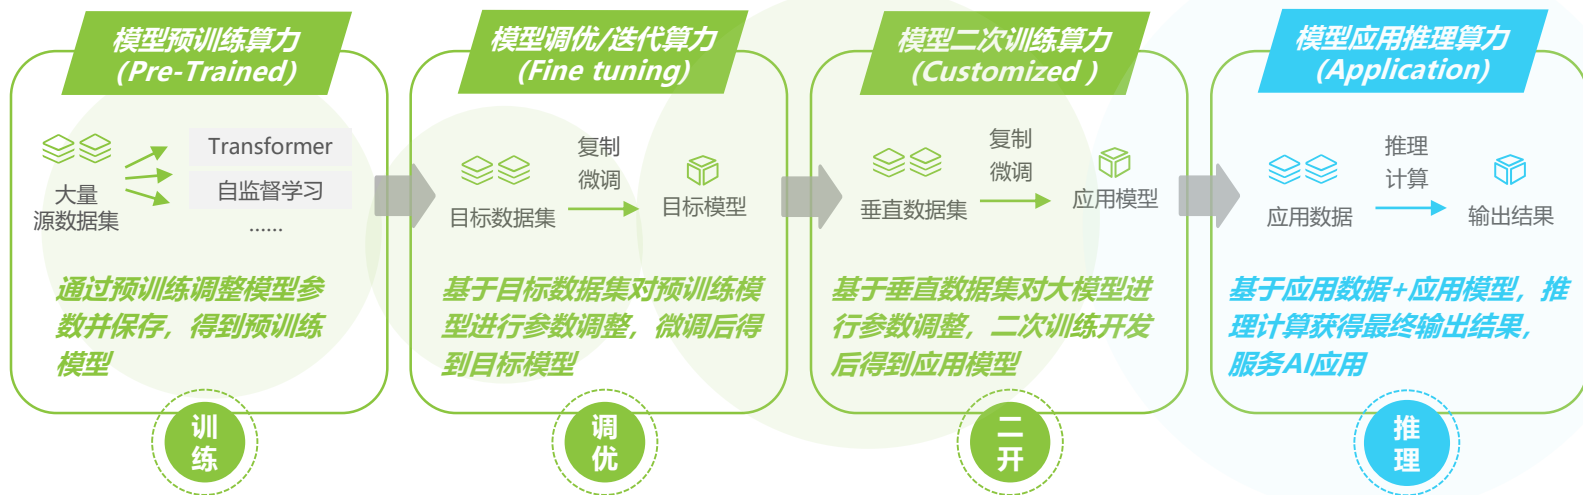 模型预训练算力
(Pre-Trained)
大量
源数据集
Transformer
自监督学习
......
通过预训练调整模型参
数并保存，得到预训练
模型
训
练
模型调优/迭代算力
(Fine tuning)
目标数据集
复制
微调
目标模型
基于目标数据集对预训练模
型进行参数调整，微调后得
到目标模型
调
优
模型二次训练算力
(Customized )
垂直数据集
复制
微调
应用模型
基于垂直数据集对大模型进
行参数调整，二次训练开发
后得到应用模型
二
开
模型应用推理算力
(Application)
应用数据
推理
计算
输出结果
基于应用数据+应用模型，推
理计算获得最终输出结果，
服务AI应用
推
理